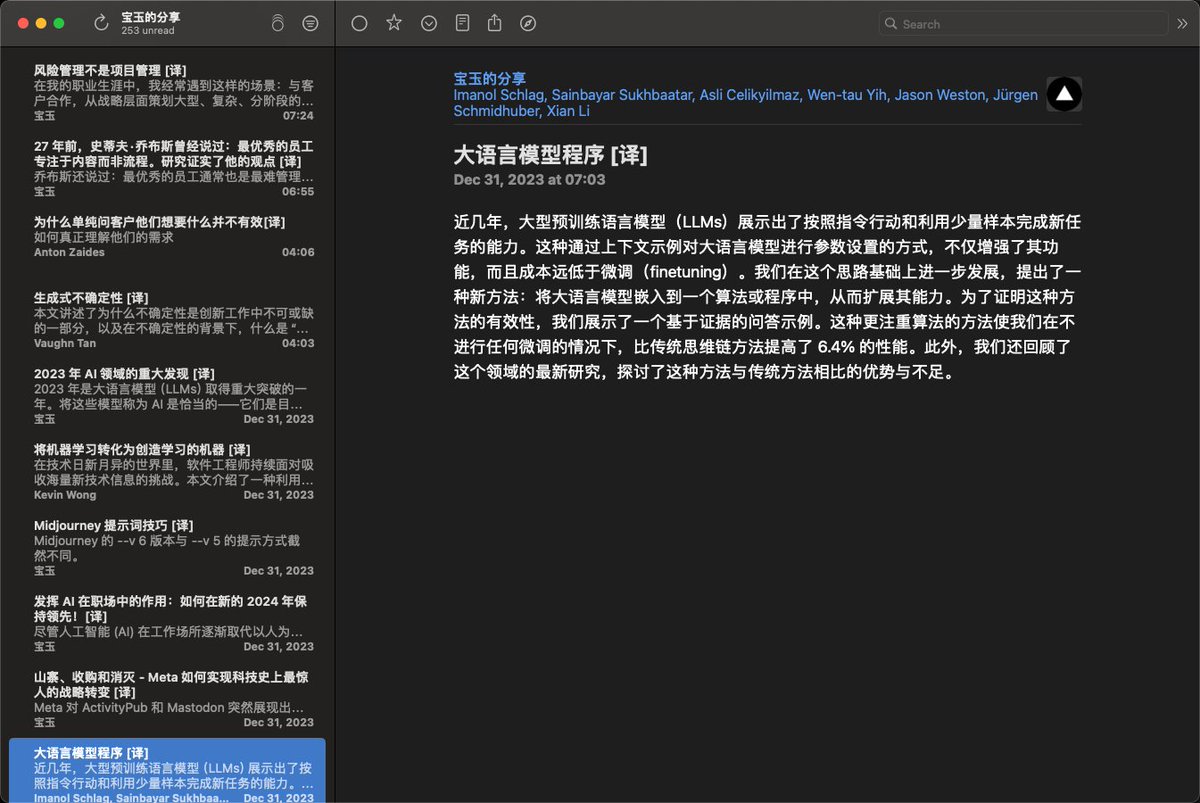 宝玉的分享
253 unread
Search
风险管理不是项目管理 [译]
在我的职业生涯中，我经常遇到这样的场景：与客
户合作，从战略层面策划大型、复杂、分阶段的...
宝玉 07:24
27 年前，史蒂夫·乔布斯曾经说过：最优秀的员工
专注于内容而非流程。研究证实了他的观点 [译]
乔布斯还说过：最优秀的员工通常也是最难管理...
宝玉 06:55
为什么单纯问客户他们想要什么并不有效[译]
如何真正理解他们的需求
Anton Zaides 04:06
生成式不确定性 [译]
本文讲述了为什么不确定性是创新工作中不可或缺
的一部分，以及在不确定性的背景下，什么是 “...
Vaughn Tan 04:03
2023 年 AI 领域的重大发现 [译]
2023 年是大语言模型 (LLMs) 取得重大突破的一
年。将这些模型称为 AI 是恰当的——它们是目...
宝玉 Dec 31, 2023
将机器学习转化为创造学习的机器 [译]
在技术日新月异的世界里，软件工程师持续面对吸
收海量新技术信息的挑战。本文介绍了一种利用...
Kevin Wong Dec 31, 2023
Midjourney 提示词技巧 [译]
Midjourney 的 --v 6 版本与 --v 5 的提示方式截
然不同。
宝玉 Dec 31, 2023
发挥 AI 在职场中的作用：如何在新的 2024 年保
持领先！[译]
尽管人工智能 (AI) 在工作场所逐渐取代以人为...
宝玉 Dec 31, 2023
山寨、收购和消灭 - Meta 如何实现科技史上最惊
人的战略转变 [译]
Meta 对 ActivityPub 和 Mastodon 突然展现出...
宝玉 Dec 31, 2023
大语言模型程序 [译]
近几年，大型预训练语言模型 (LLMs) 展示出了按
照指令行动和利用少量样本完成新任务的能力。...
Imanol Schlag, Sainbayar Sukhbaa... Dec 31, 2023
宝玉的分享
Imanol Schlag, Sainbayar Sukhbaatar, Asli Celikyilmaz, Wen-tau Yih, Jason Weston, Jürgen
Schmidhuber, Xian Li
大语言模型程序 [译]
Dec 31, 2023 at 07:03
近几年，大型预训练语言模型（LLMs）展示出了按照指令行动和利用少量样本完成新任
务的能力。这种通过上下文示例对大语言模型进行参数设置的方式，不仅增强了其功
能，而且成本远低于微调（finetuning）。我们在这个思路基础上进一步发展，提出了一
种新方法：将大语言模型嵌入到一个算法或程序中，从而扩展其能力。为了证明这种方
法的有效性，我们展示了一个基于证据的问答示例。这种更注重算法的方法使我们在不
进行任何微调的情况下，比传统思维链方法提高了 6.4% 的性能。此外，我们还回顾了
这个领域的最新研究，探讨了这种方法与传统方法相比的优势与不足。